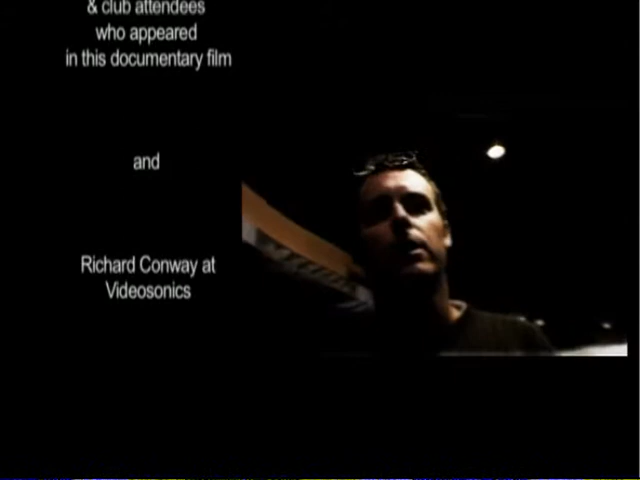 & club attendees
who appeared
in this documentary film
and
Richard Conway at
Videosonics